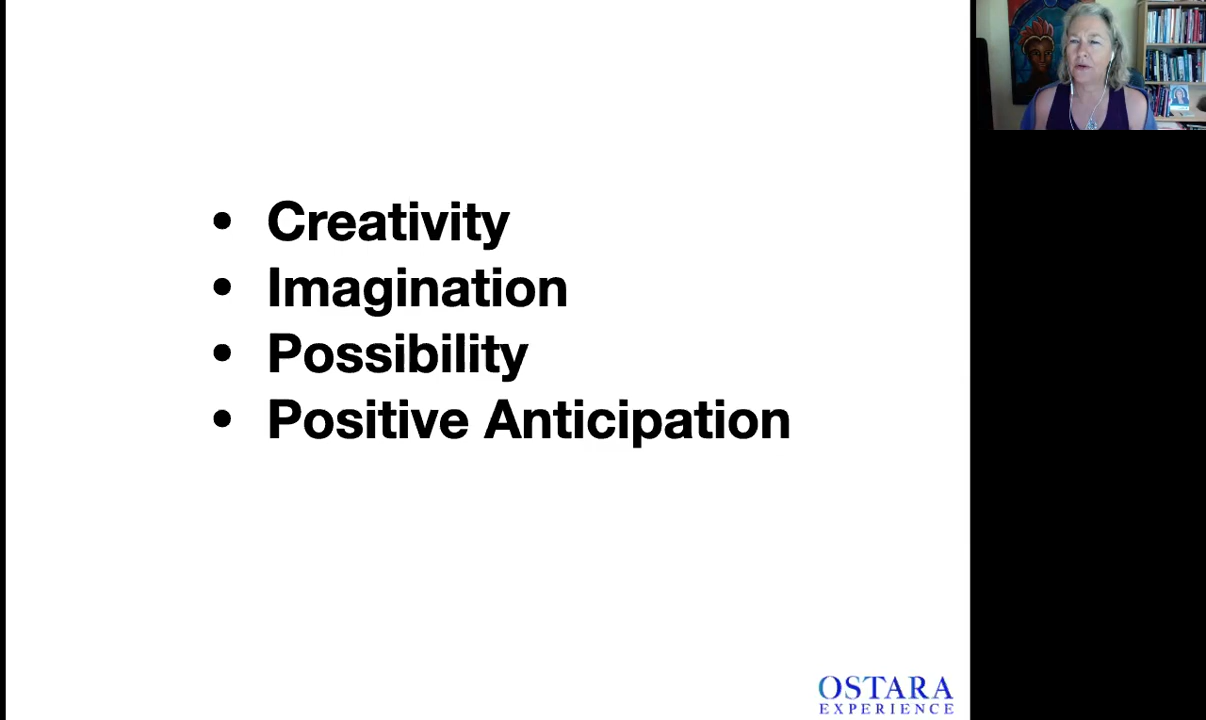 • Creativity
• Imagination
• Possibility
• Positive Anticipation
OSTARA
EXPERIENCE